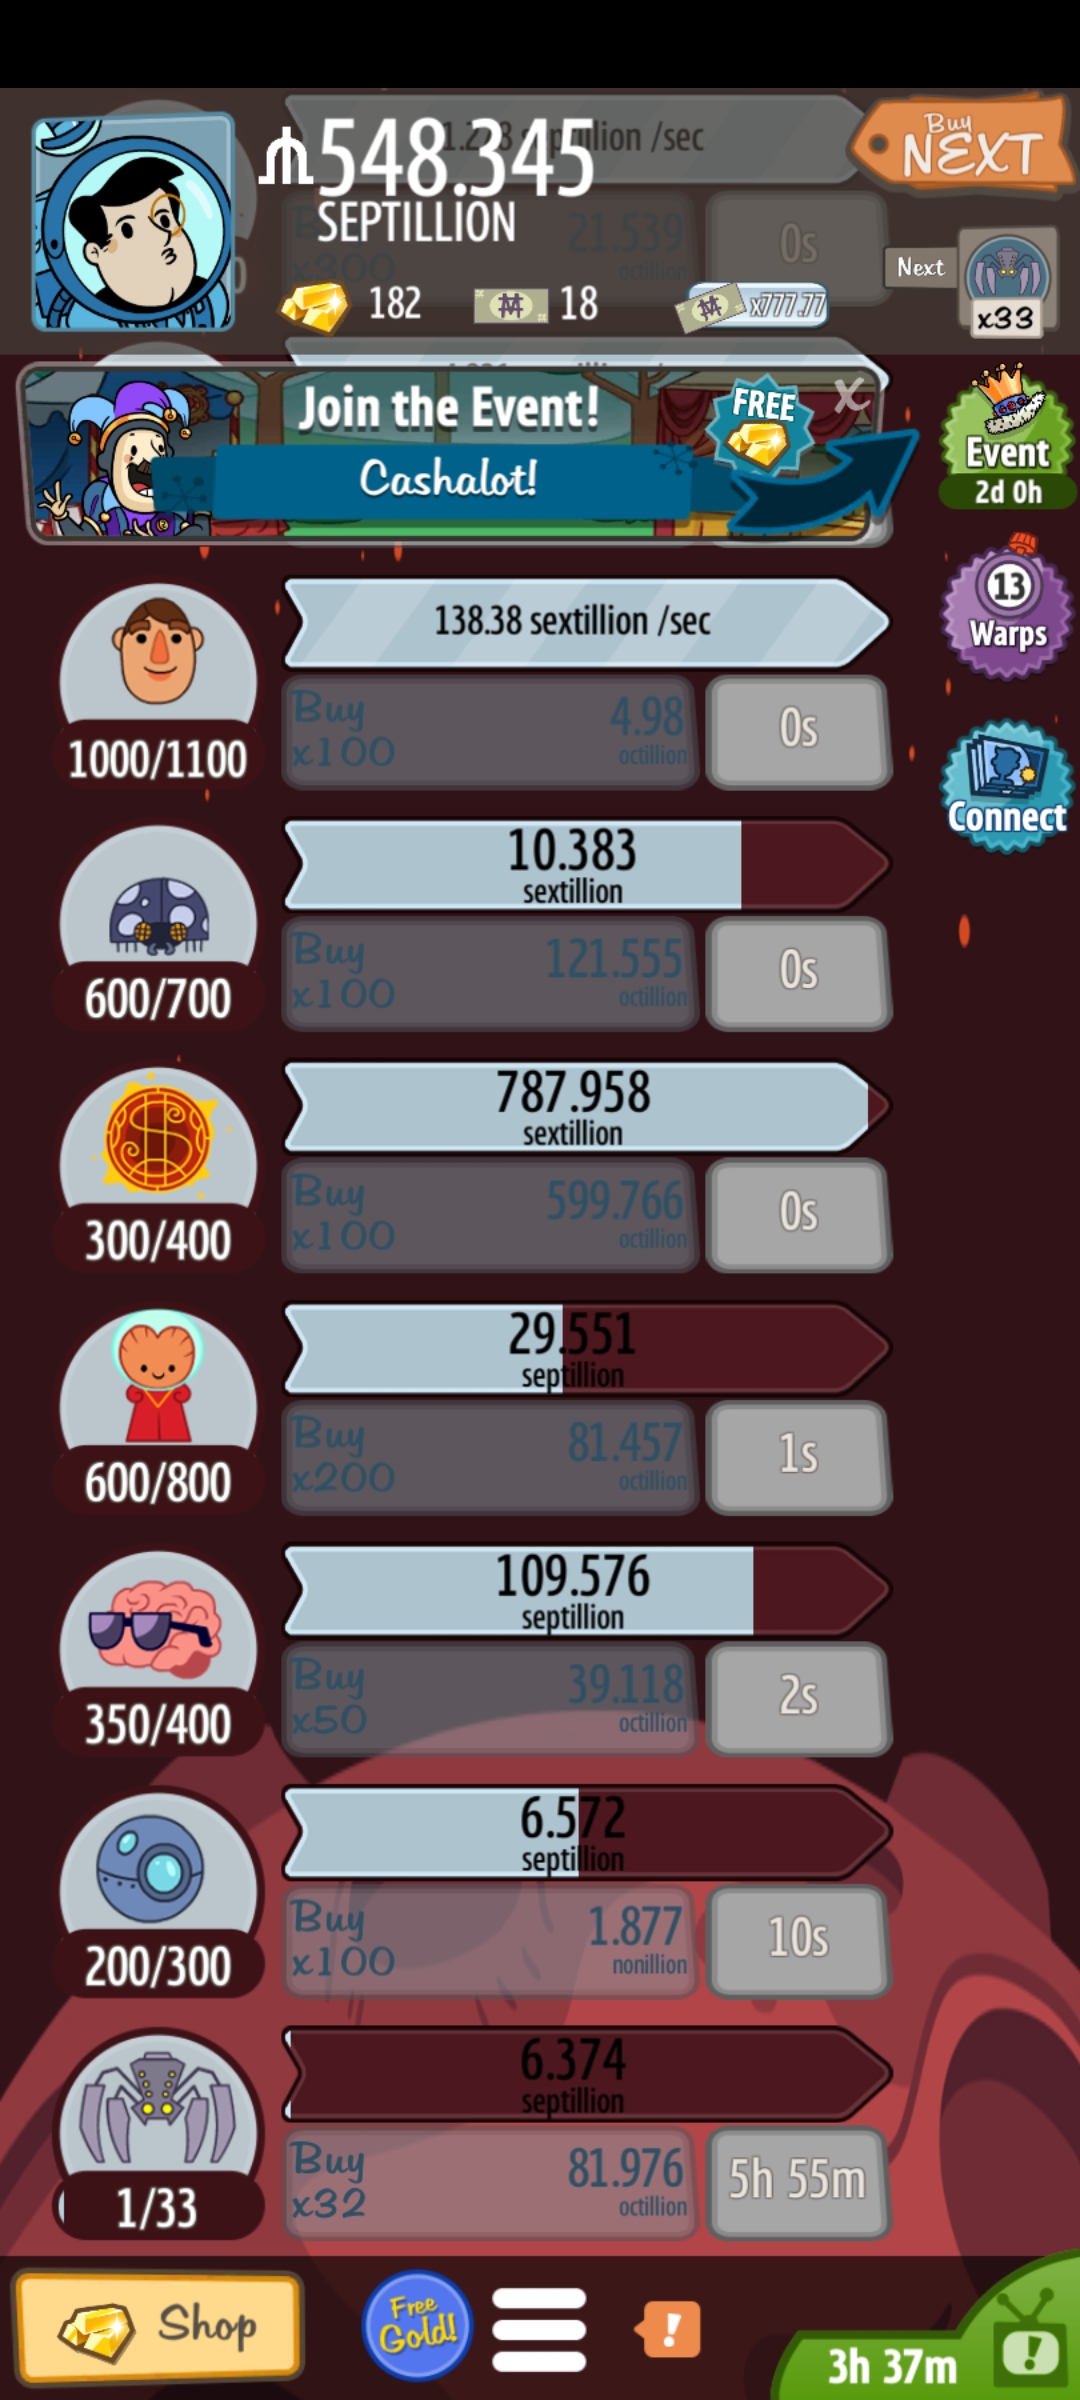 1.278 septillion /sec
548.345
SEPTILLION
182
18
x777.77
Buy
NEXT
Next
x33
x300
21.539
octillion
0s
Join the Event!
Cashalot!
FREE
X
Event
2d 0h
13
Warps
Connect
138.38 sextillion /sec
Buy
x100
4.98
octillion
0s
1000/1100
10.383
sextillion
Buy
x100
121.555
octillion
0s
600/700
787.958
sextillion
Buy
x100
599.766
octillion
0s
300/400
29.551
septillion
Buy
x200
81.457
octillion
1s
600/800
109.576
septillion
Buy
x50
39.118
octillion
2s
350/400
6.572
septillion
Buy
x100
1.877
nonillion
10s
200/300
6.374
septillion
Buy
x32
81.976
octillion
5h 55m
1/33
Shop
Free
Gold!
!
3h 37m
!